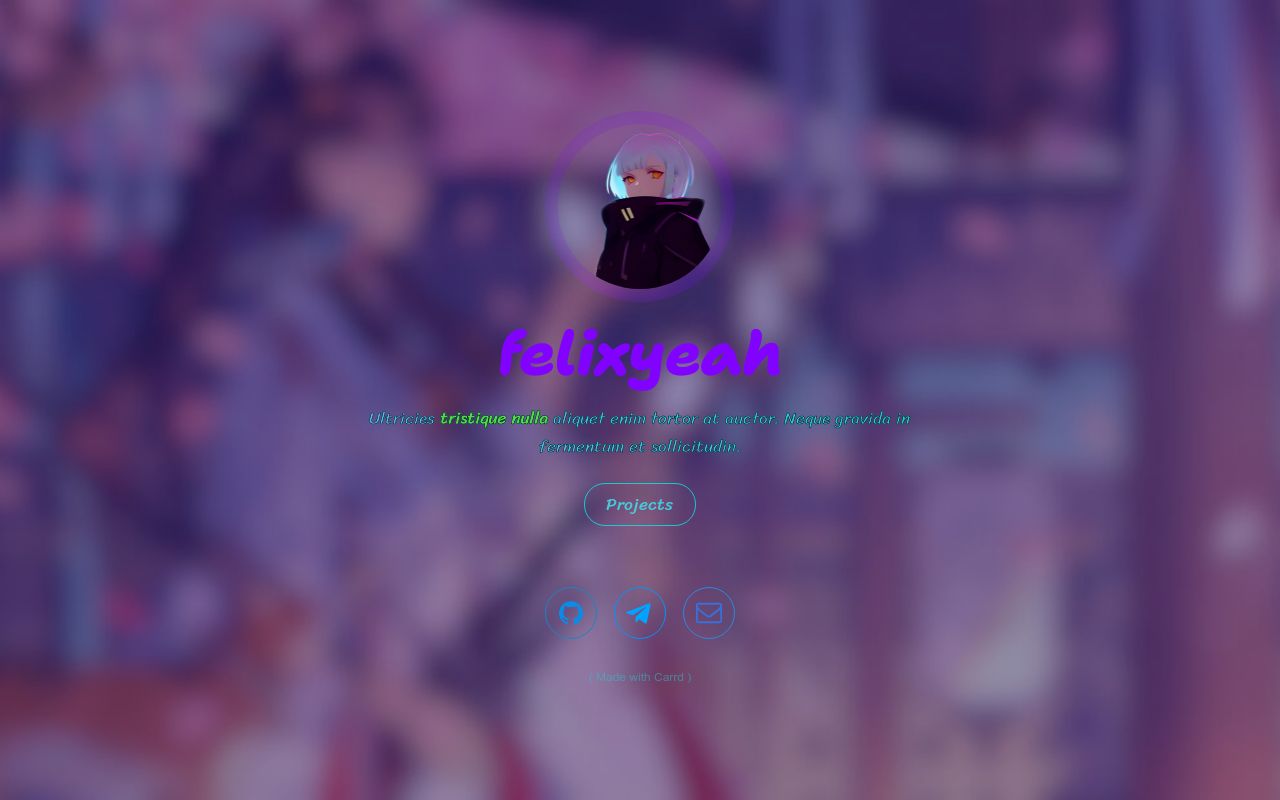 felixyeah
Ultricies tristique nulla aliquet enim tortor at auctor. Neque gravida in
fermentum et sollicitudin.
Projects
( Made with Carrd )